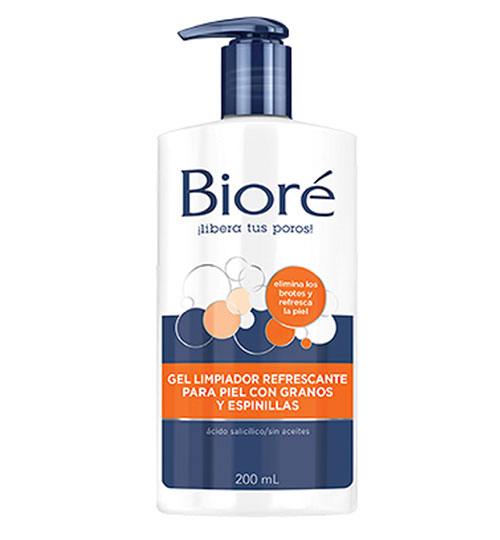 Bioré
¡libera tus poros!
elimina los
brotes y
refresca
la piel
GEL LIMPIADOR REFRESCANTE
PARA PIEL CON GRANOS
Y ESPINILLAS
ácido salicílico/sin aceites
200 mL